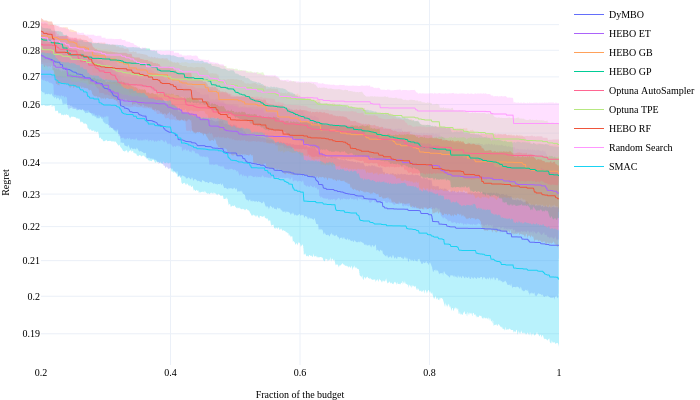 0.29
0.28
0.27
0.26
0.25
0.24
0.23
0.22
0.21
0.2
0.19
Regret
0.2 0.4 0.6 0.8 1
Fraction of the budget
DyMBO
HEBO ET
HEBO GB
HEBO GP
Optuna AutoSampler
Optuna TPE
HEBO RF
Random Search
SMAC